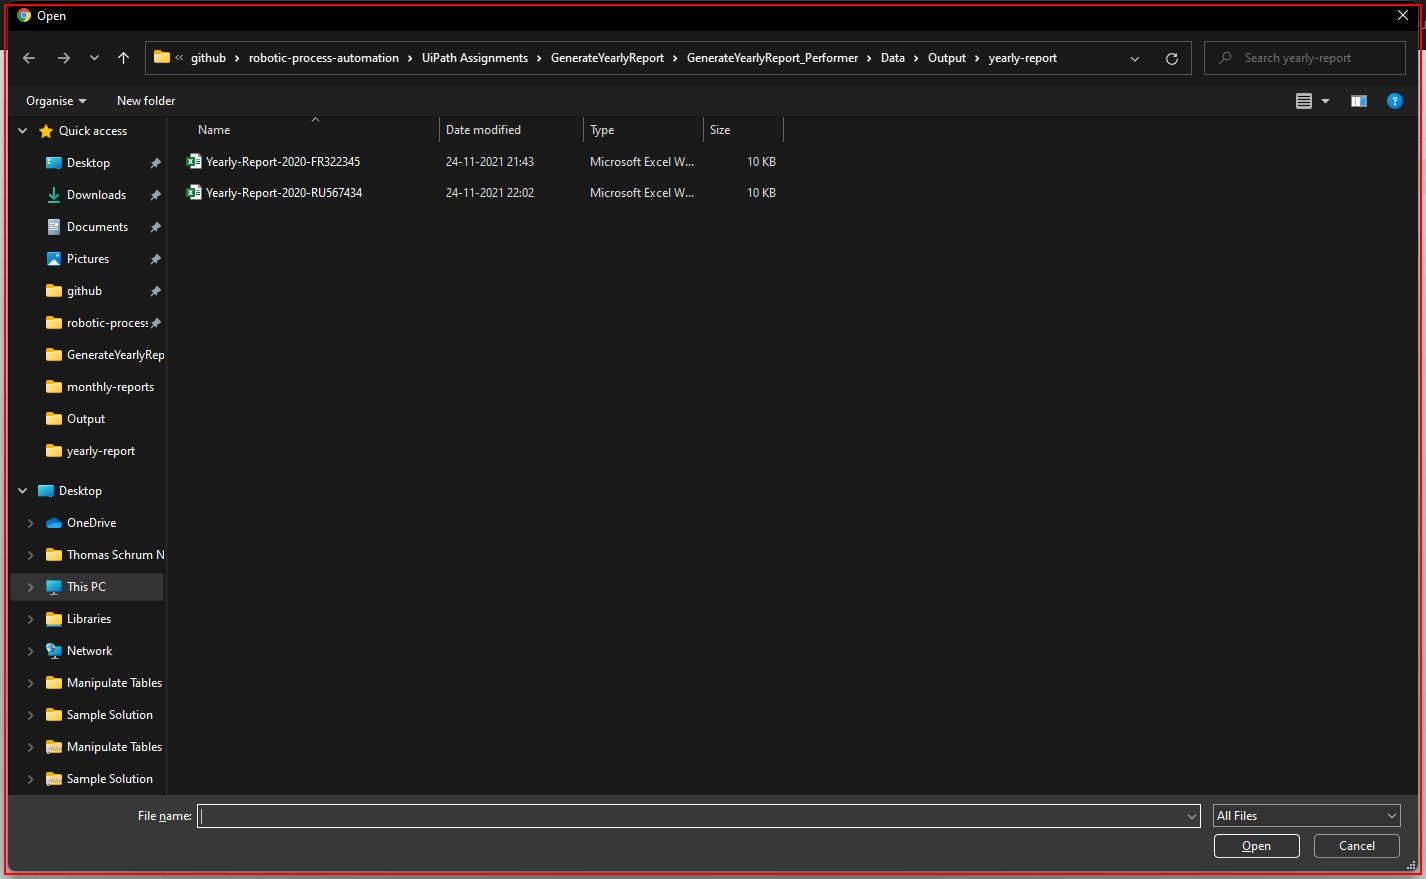 Open
« github › robotic-process-automation › UiPath Assignments › GenerateYearlyReport › GenerateYearlyReport_Performer › Data › Output › yearly-report
Search yearly-report
Organise New folder
Name Date modified Type Size
Yearly-Report-2020-FR322345 24-11-2021 21:43 Microsoft Excel W... 10 KB
Yearly-Report-2020-RU567434 24-11-2021 22:02 Microsoft Excel W... 10 KB
Quick access
Desktop
Downloads
Documents
Pictures
github
robotic-process
GenerateYearlyRep
monthly-reports
Output
yearly-report
Desktop
OneDrive
Thomas Schrum N
This PC
Libraries
Network
Manipulate Tables
Sample Solution
Manipulate Tables
Sample Solution
File name: All Files
Open Cancel